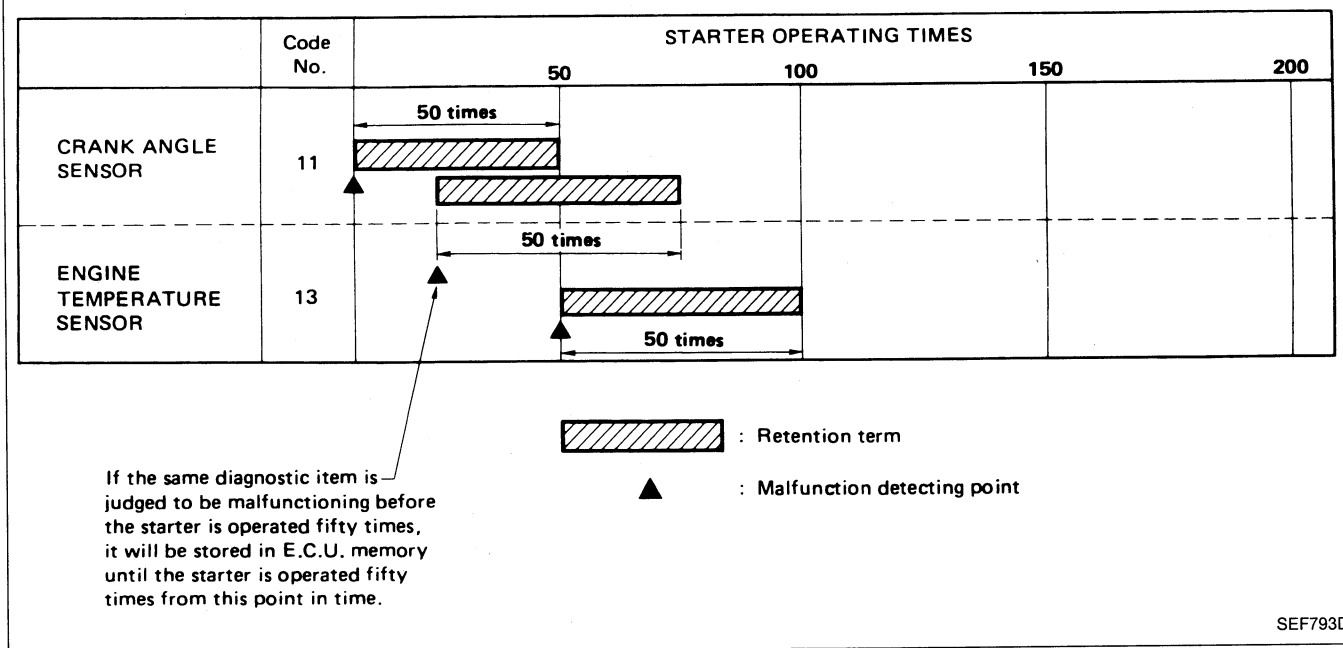 Code
No.
STARTER OPERATING TIMES
50
100
150
200
CRANK ANGLE
SENSOR
11
50 times
50 times
ENGINE
TEMPERATURE
SENSOR
13
50 times
: Retention term
: Malfunction detecting point
If the same diagnostic item is
judged to be malfunctioning before
the starter is operated fifty times,
it will be stored in E.C.U. memory
until the starter is operated fifty
times from this point in time.
SEF793D